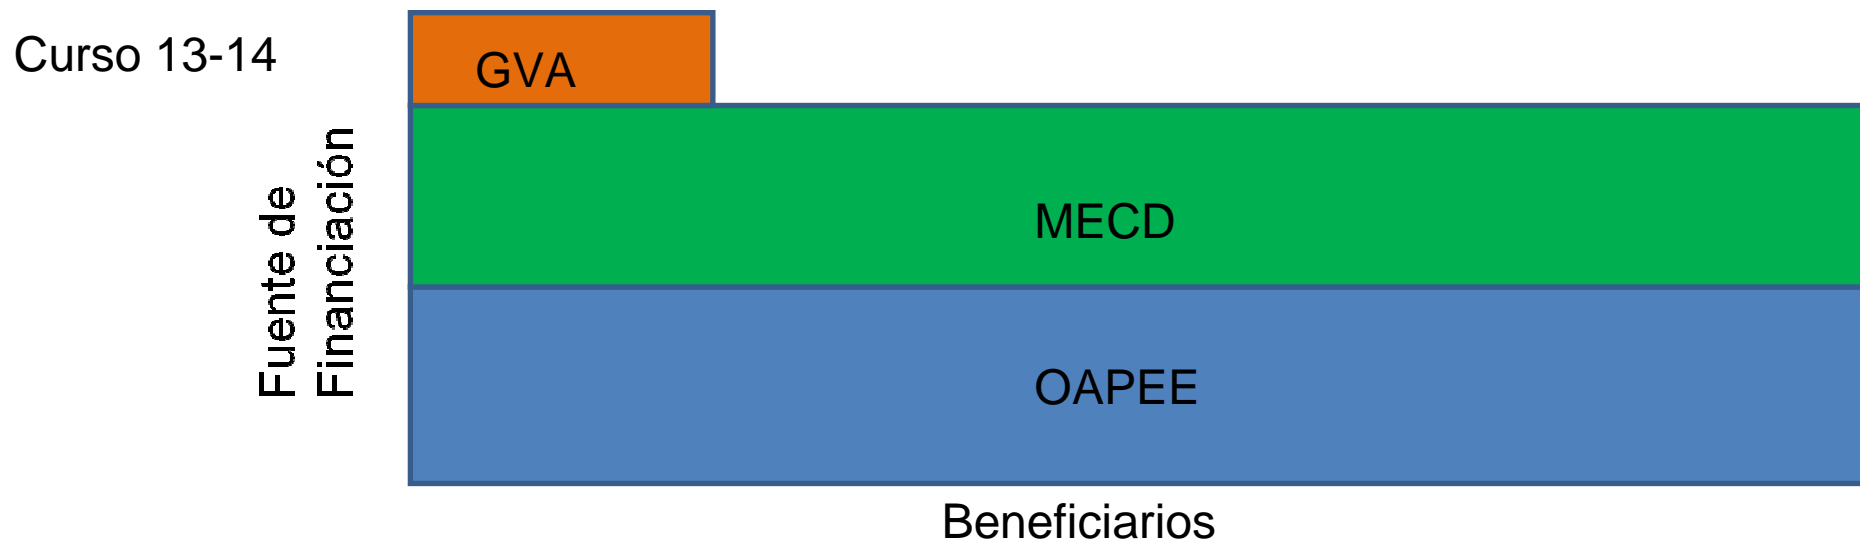 Curso 13-14
GVA
Fuente de
Financiación
MECD
OAPEE
Beneficiarios